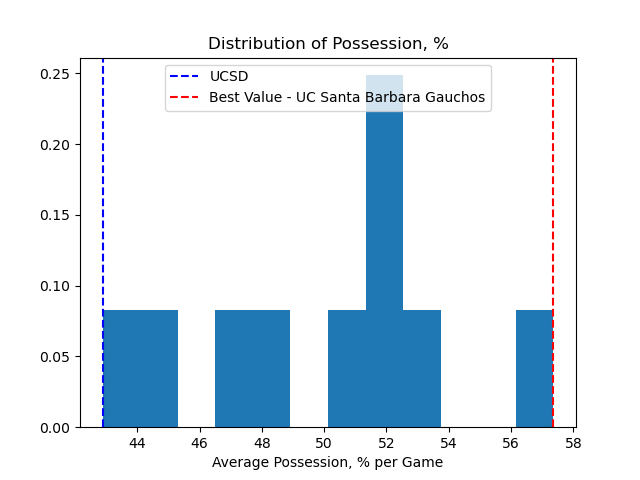 Distribution of Possession, %
UCSD
Best Value - UC Santa Barbara Gauchos
0.25
0.20
0.15
0.10
0.05
0.00
44 46 48 50 52 54 56 58
Average Possession, % per Game